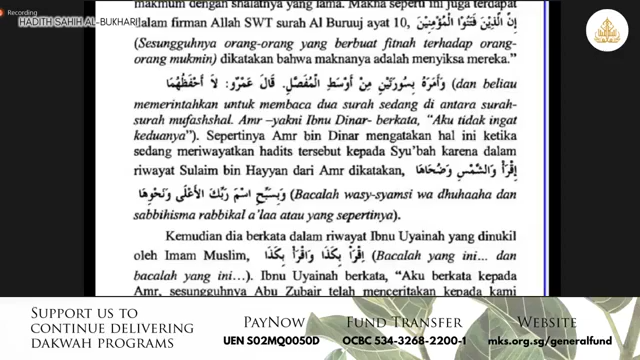 Recording
HADITH SAHIH AL-BUKHARI
makmum dengan shalatnya yang lama. Makna seperti ini juga terdapat
dalam firman Allah SWT surah Al Buruuj ayat 10, إِنَّ الَّذِيْنَ فَتَنُوْا الْمُؤْمِنِيْنَ
(Sesungguhnya orang-orang yang berbuat fitnah terhadap orang-
orang mukmin) dikatakan bahwa maknanya adalah menyiksa mereka."
وَأَمَرَهُ بِسُوْرَتَيْنِ مِنْ أَوْسَطِ الْمُفَصَّلِ. قَالَ عَمْرٌو: لاَ أَحْفَظُهُمَا (dan beliau
memerintahkan untuk membaca dua surah sedang di antara surah-
surah mufashshal. Amr -yakni Ibnu Dinar- berkata, "Aku tidak ingat
keduanya"). Sepertinya Amr bin Dinar mengatakan hal ini ketika
sedang meriwayatkan hadits tersebut kepada Syu'bah karena dalam
riwayat Sulaim bin Hayyan dari Amr dikatakan, اِقْرَأْ وَالشَّمْسِ وَضُحَاهَا
وَسَبِّحِ اسْمَ رَبِّكَ الأَعْلَى وَنَحْوِهَا (Bacalah wasy-syamsi wa dhuhaaha dan
sabbihisma rabbikal a'laa atau yang sepertinya).
Kemudian dia berkata dalam riwayat Ibnu Uyainah yang dinukil
oleh Imam Muslim, اِقْرَأْ بِكَذَا وَاقْرَأْ بِكَذَا (Bacalah yang ini... dan
bacalah yang ini...). Ibnu Uyainah berkata, "Aku berkata kepada
Amr, sesungguhnya Abu Zubair telah menceritakan kepada kami
SUPPORT US TO
CONTINUE DELIVERING
DAKWAH PROGRAMS
PAYNOW
UEN S02MQ0050D
FUND TRANSFER
OCBC 534-3268-2200-1
WEBSITE
mks.org.sg/generalfund